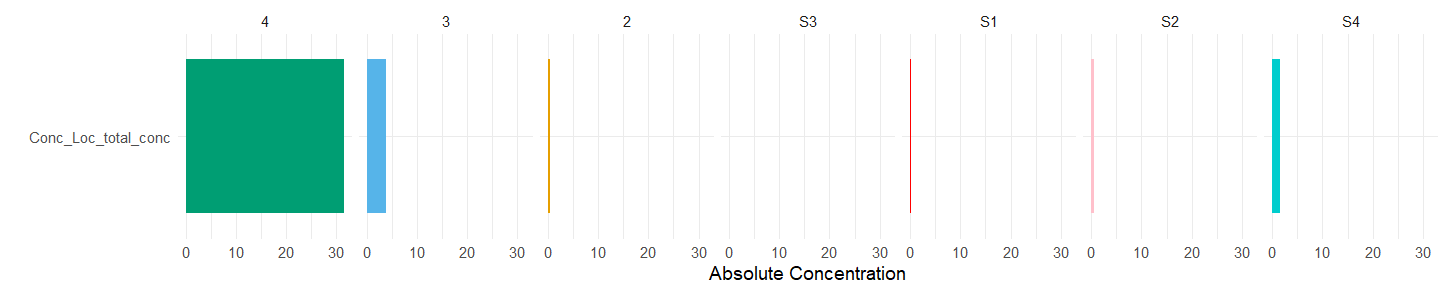 4 3 2 S3 S1 S2 S4
Conc_Loc_total_conc
0 10 20 30 0 10 20 30 0 10 20 30 0 10 20 30 0 10 20 30 0 10 20 30 0 10 20 30
Absolute Concentration